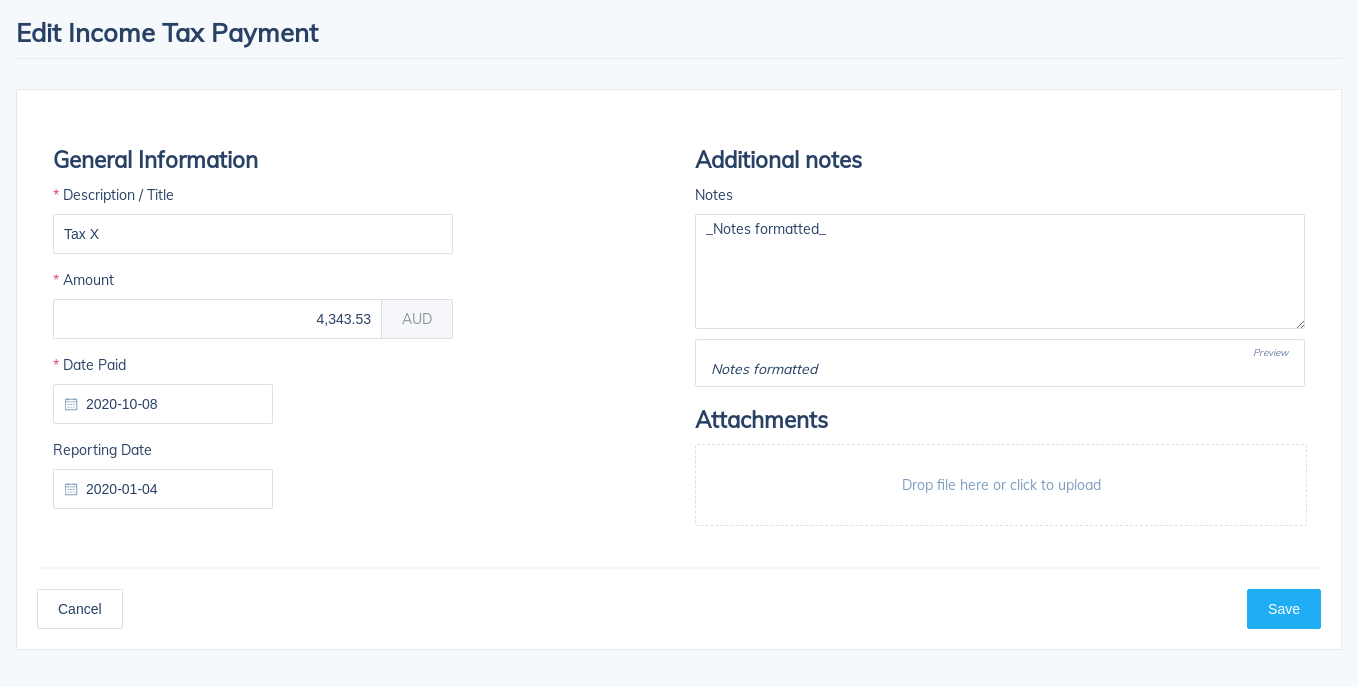 Edit Income Tax Payment
General Information
* Description / Title
Tax X
* Amount
4,343.53 AUD
* Date Paid
2020-10-08
Reporting Date
2020-01-04
Additional notes
Notes
_Notes formatted_
Preview
Notes formatted
Attachments
Drop file here or click to upload
Cancel
Save